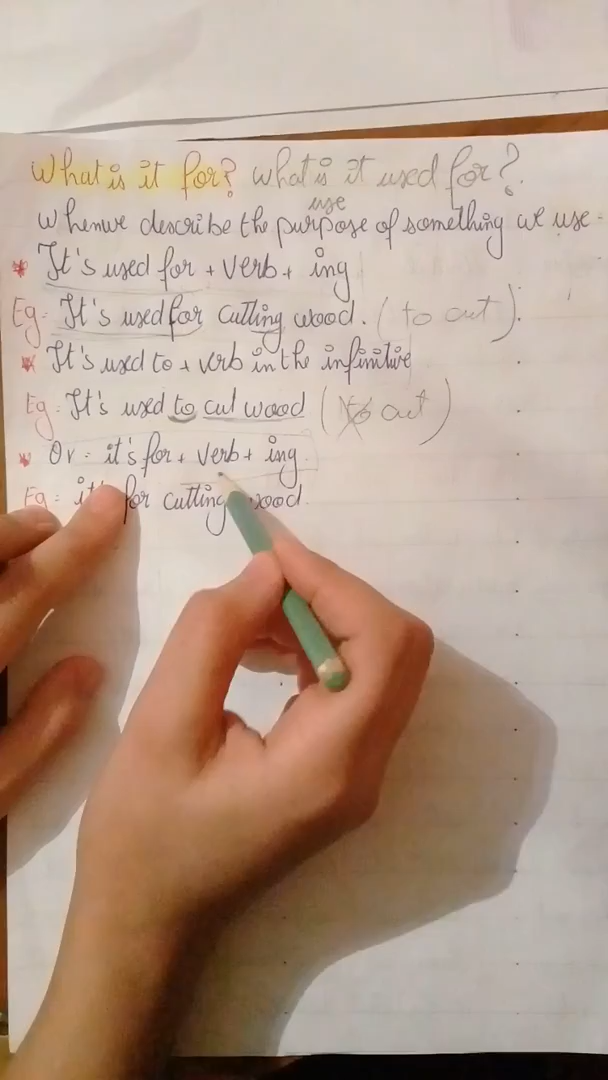 What is it for? What is it used for?
use
when we describe the purpose of something we use
* It's used for + verb + ing
Eg: It's used for cutting wood. (to cut).
* It's used to + verb in the infinitive
Eg: It's used to cut wood (to cut)
* Or = it's for + verb + ing
Eg = it's for cutting wood.